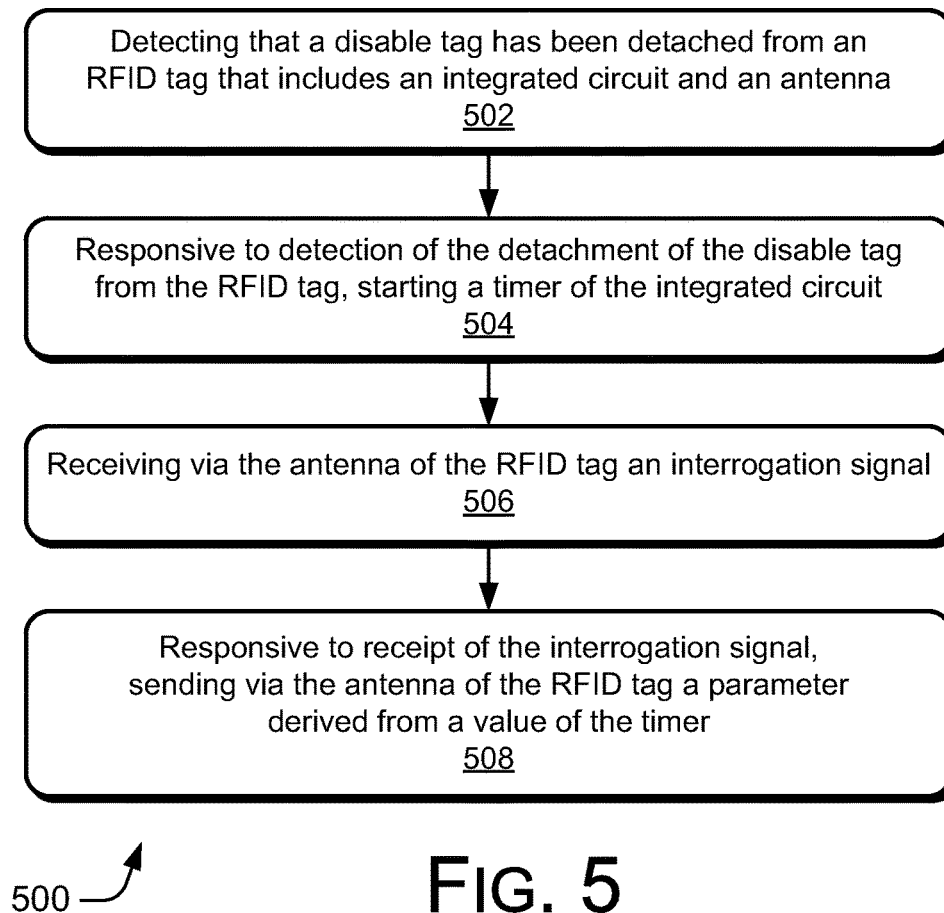 Detecting that a disable tag has been detached from an
RFID tag that includes an integrated circuit and an antenna
502
Responsive to detection of the detachment of the disable tag
from the RFID tag, starting a timer of the integrated circuit
504
Receiving via the antenna of the RFID tag an interrogation signal
506
Responsive to receipt of the interrogation signal,
sending via the antenna of the RFID tag a parameter
derived from a value of the timer
508
500
FIG. 5